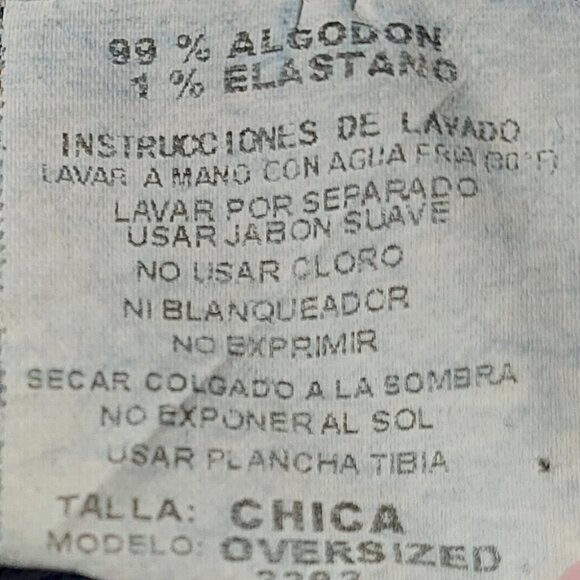 99 % ALGODON
1 % ELASTANO
INSTRUCCIONES DE LAVADO
LAVAR A MANO CON AGUA FRIA (30°F)
LAVAR POR SEPARADO
USAR JABON SUAVE
NO USAR CLORO
NI BLANQUEADOR
NO EXPRIMIR
SECAR COLGADO A LA SOMBRA
NO EXPONER AL SOL
USAR PLANCHA TIBIA
TALLA: CHICA
MODELO: OVERSIZED